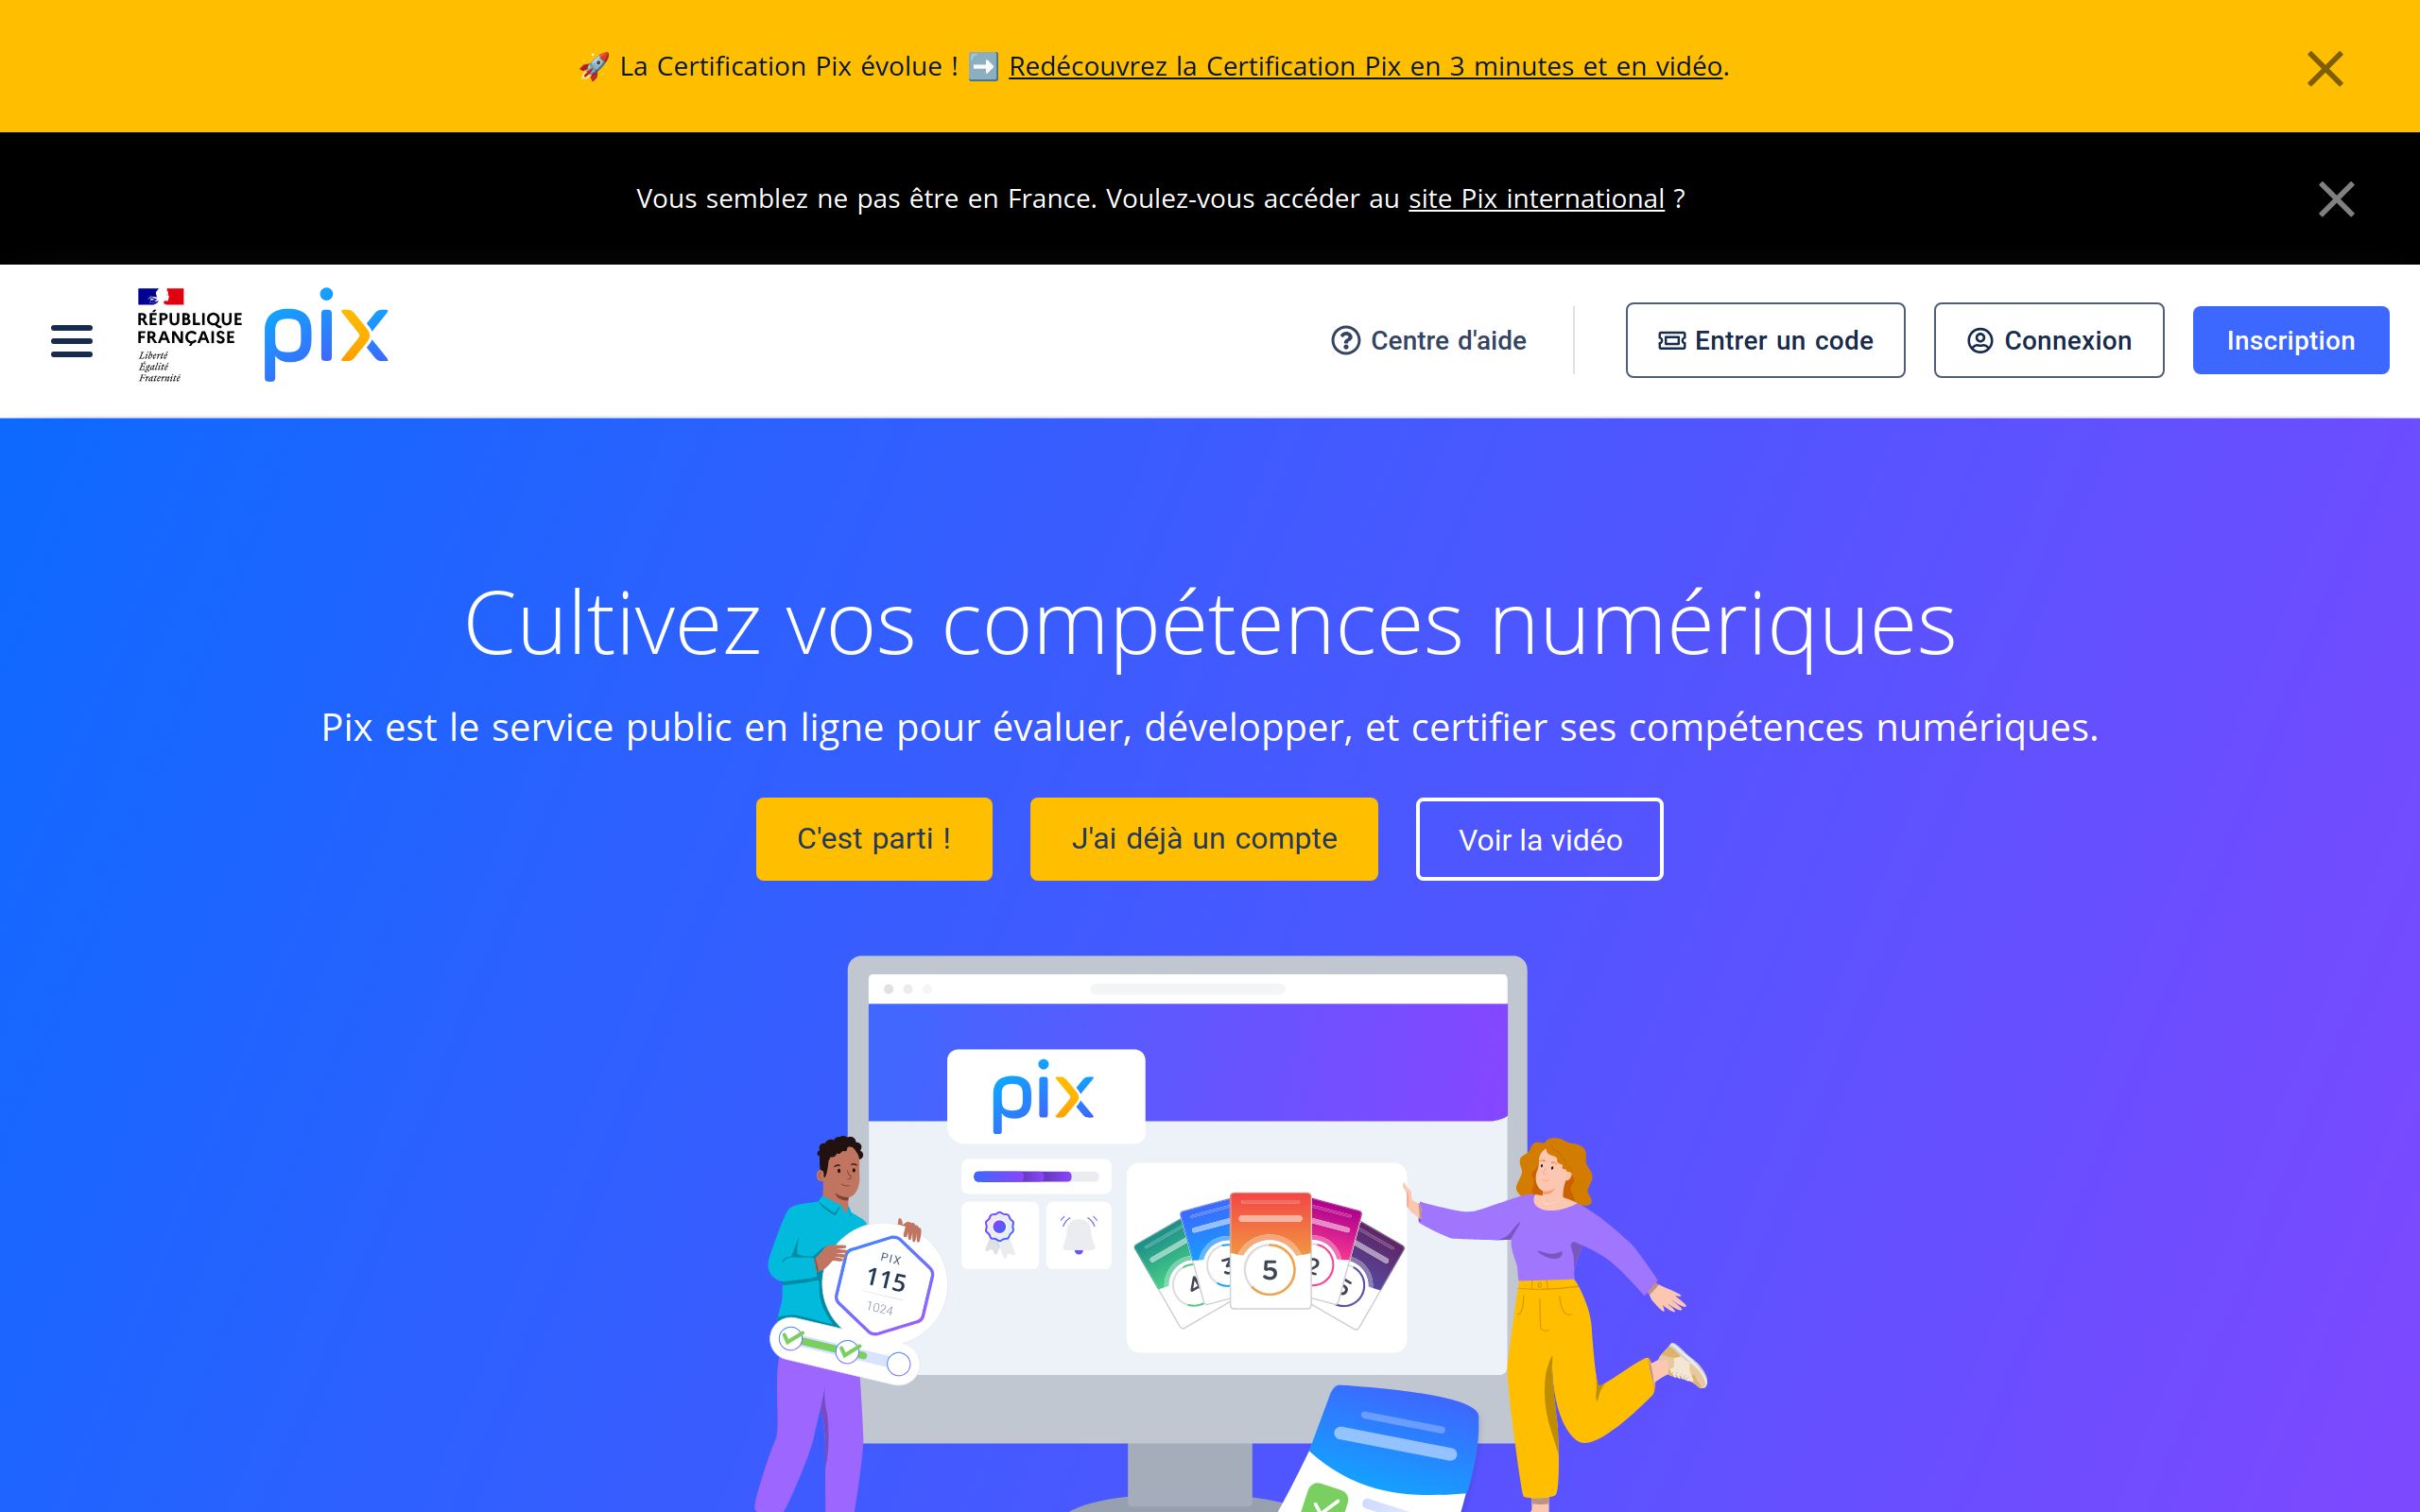 🚀 La Certification Pix évolue ! ➡️ Redécouvrez la Certification Pix en 3 minutes et en vidéo.
Vous semblez ne pas être en France. Voulez-vous accéder au site Pix international ?
RÉPUBLIQUE
FRANÇAISE
Liberté
Égalité
Fraternité
pix
Centre d'aide
Entrer un code
Connexion
Inscription
Cultivez vos compétences numériques
Pix est le service public en ligne pour évaluer, développer, et certifier ses compétences numériques.
C'est parti !
J'ai déjà un compte
Voir la vidéo
pix
PIX
115
1024
4
3
5
2
5